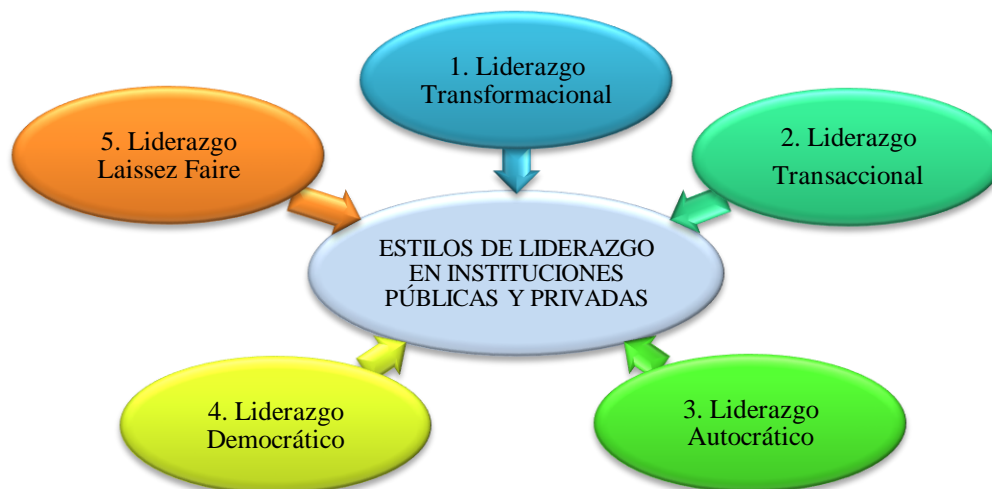 1. Liderazgo
Transformacional
2. Liderazgo
Transaccional
3. Liderazgo
Autocrático
4. Liderazgo
Democrático
5. Liderazgo
Laissez Faire
ESTILOS DE LIDERAZGO
EN INSTITUCIONES
PÚBLICAS Y PRIVADAS